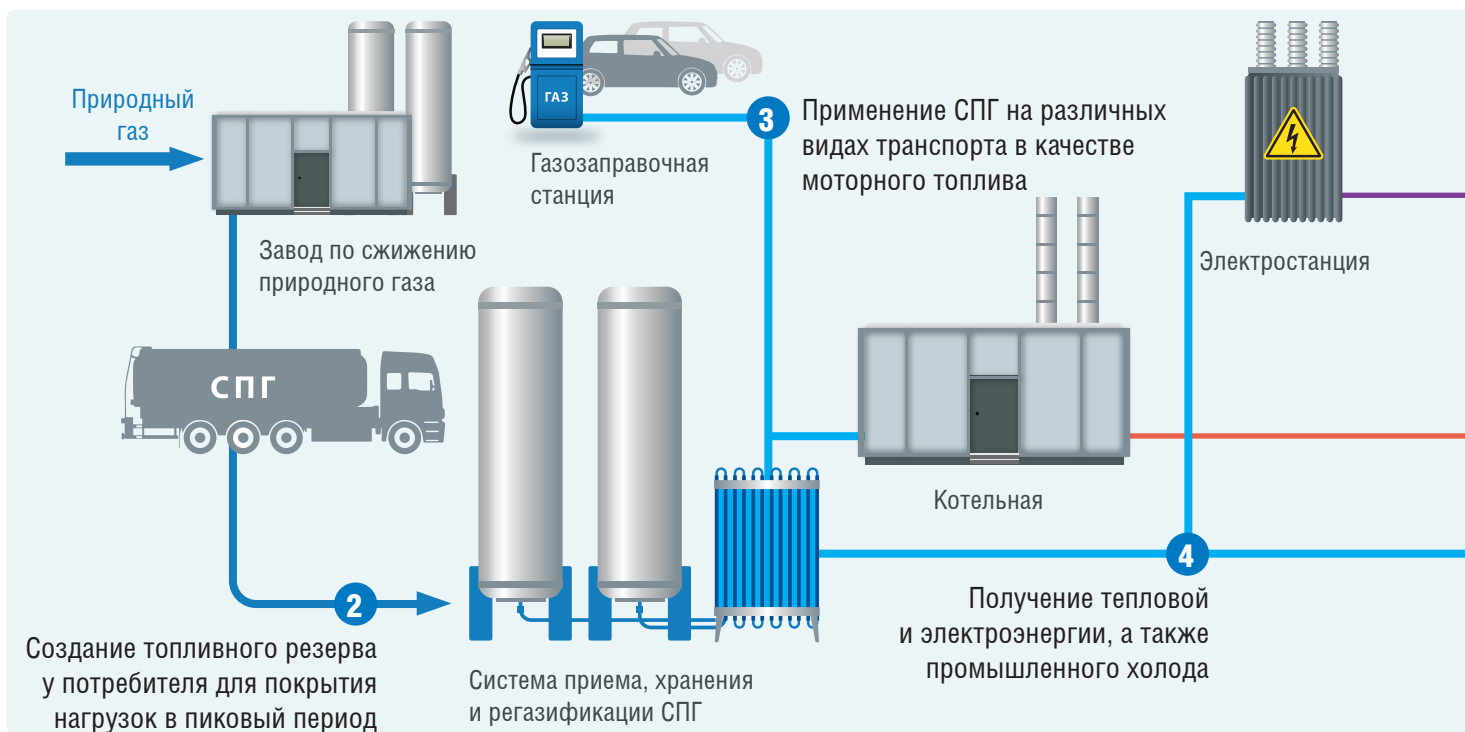 Природный
газ
ГАЗ
Газозаправочная
станция
3
Применение СПГ на различных
видах транспорта в качестве
моторного топлива
Завод по сжижению
природного газа
Электростанция
СПГ
Котельная
2
Создание топливного резерва
у потребителя для покрытия
нагрузок в пиковый период
Система приема, хранения
и регазификации СПГ
4
Получение тепловой
и электроэнергии, а также
промышленного холода